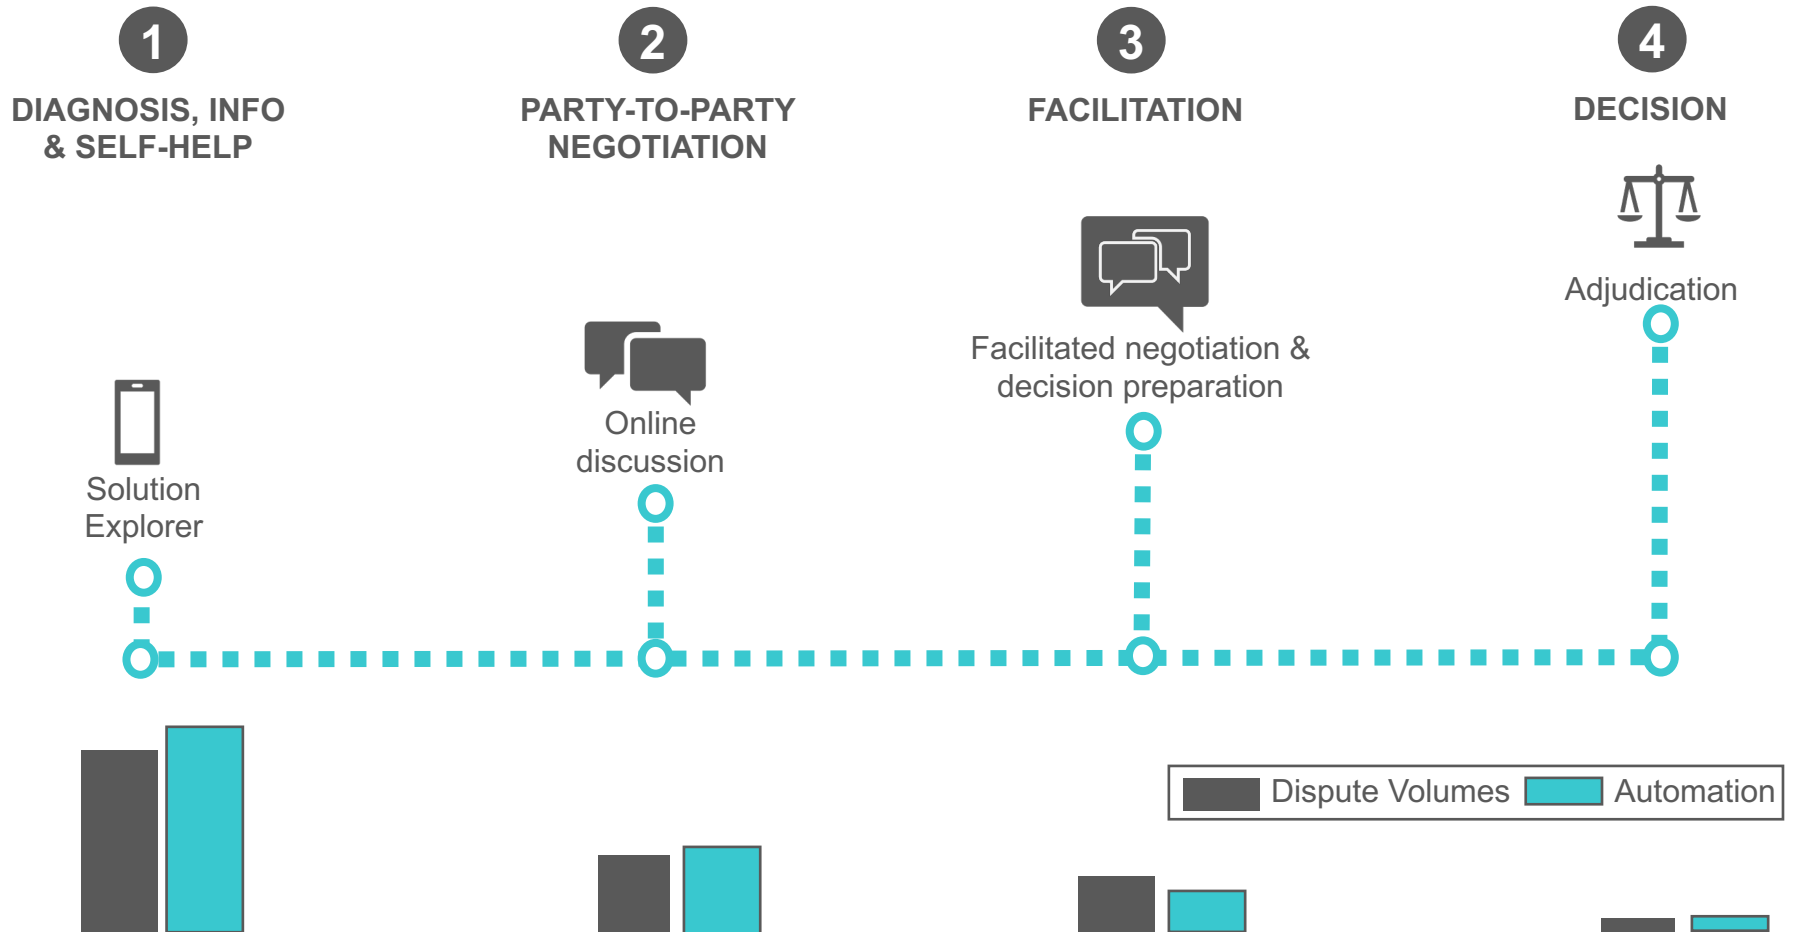 1
DIAGNOSIS, INFO
& SELF-HELP
Solution
Explorer
2
PARTY-TO-PARTY
NEGOTIATION
Online
discussion
3
FACILITATION
Facilitated negotiation &
decision preparation
4
DECISION
Adjudication
Dispute Volumes
Automation